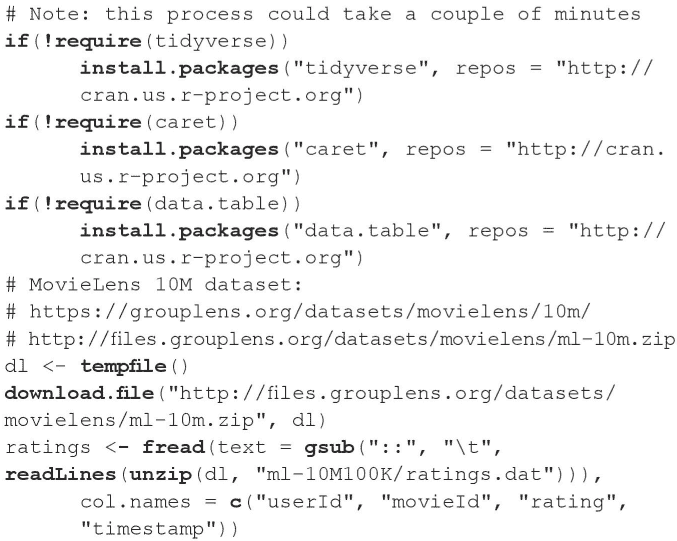 # Note: this process could take a couple of minutes
if(!require(tidyverse))
install.packages("tidyverse", repos = "http://
cran.us.r-project.org")
if(!require(caret))
install.packages("caret", repos = "http://cran.
us.r-project.org")
if(!require(data.table))
install.packages("data.table", repos = "http://
cran.us.r-project.org")
# MovieLens 10M dataset:
# https://grouplens.org/datasets/movielens/10m/
# http://files.grouplens.org/datasets/movielens/ml-10m.zip
dl <- tempfile()
download.file("http://files.grouplens.org/datasets/
movielens/ml-10m.zip", dl)
ratings <- fread(text = gsub("::", "\t",
readLines(unzip(dl, "ml-10M100K/ratings.dat"))),
col.names = c("userId", "movieId", "rating",
"timestamp"))